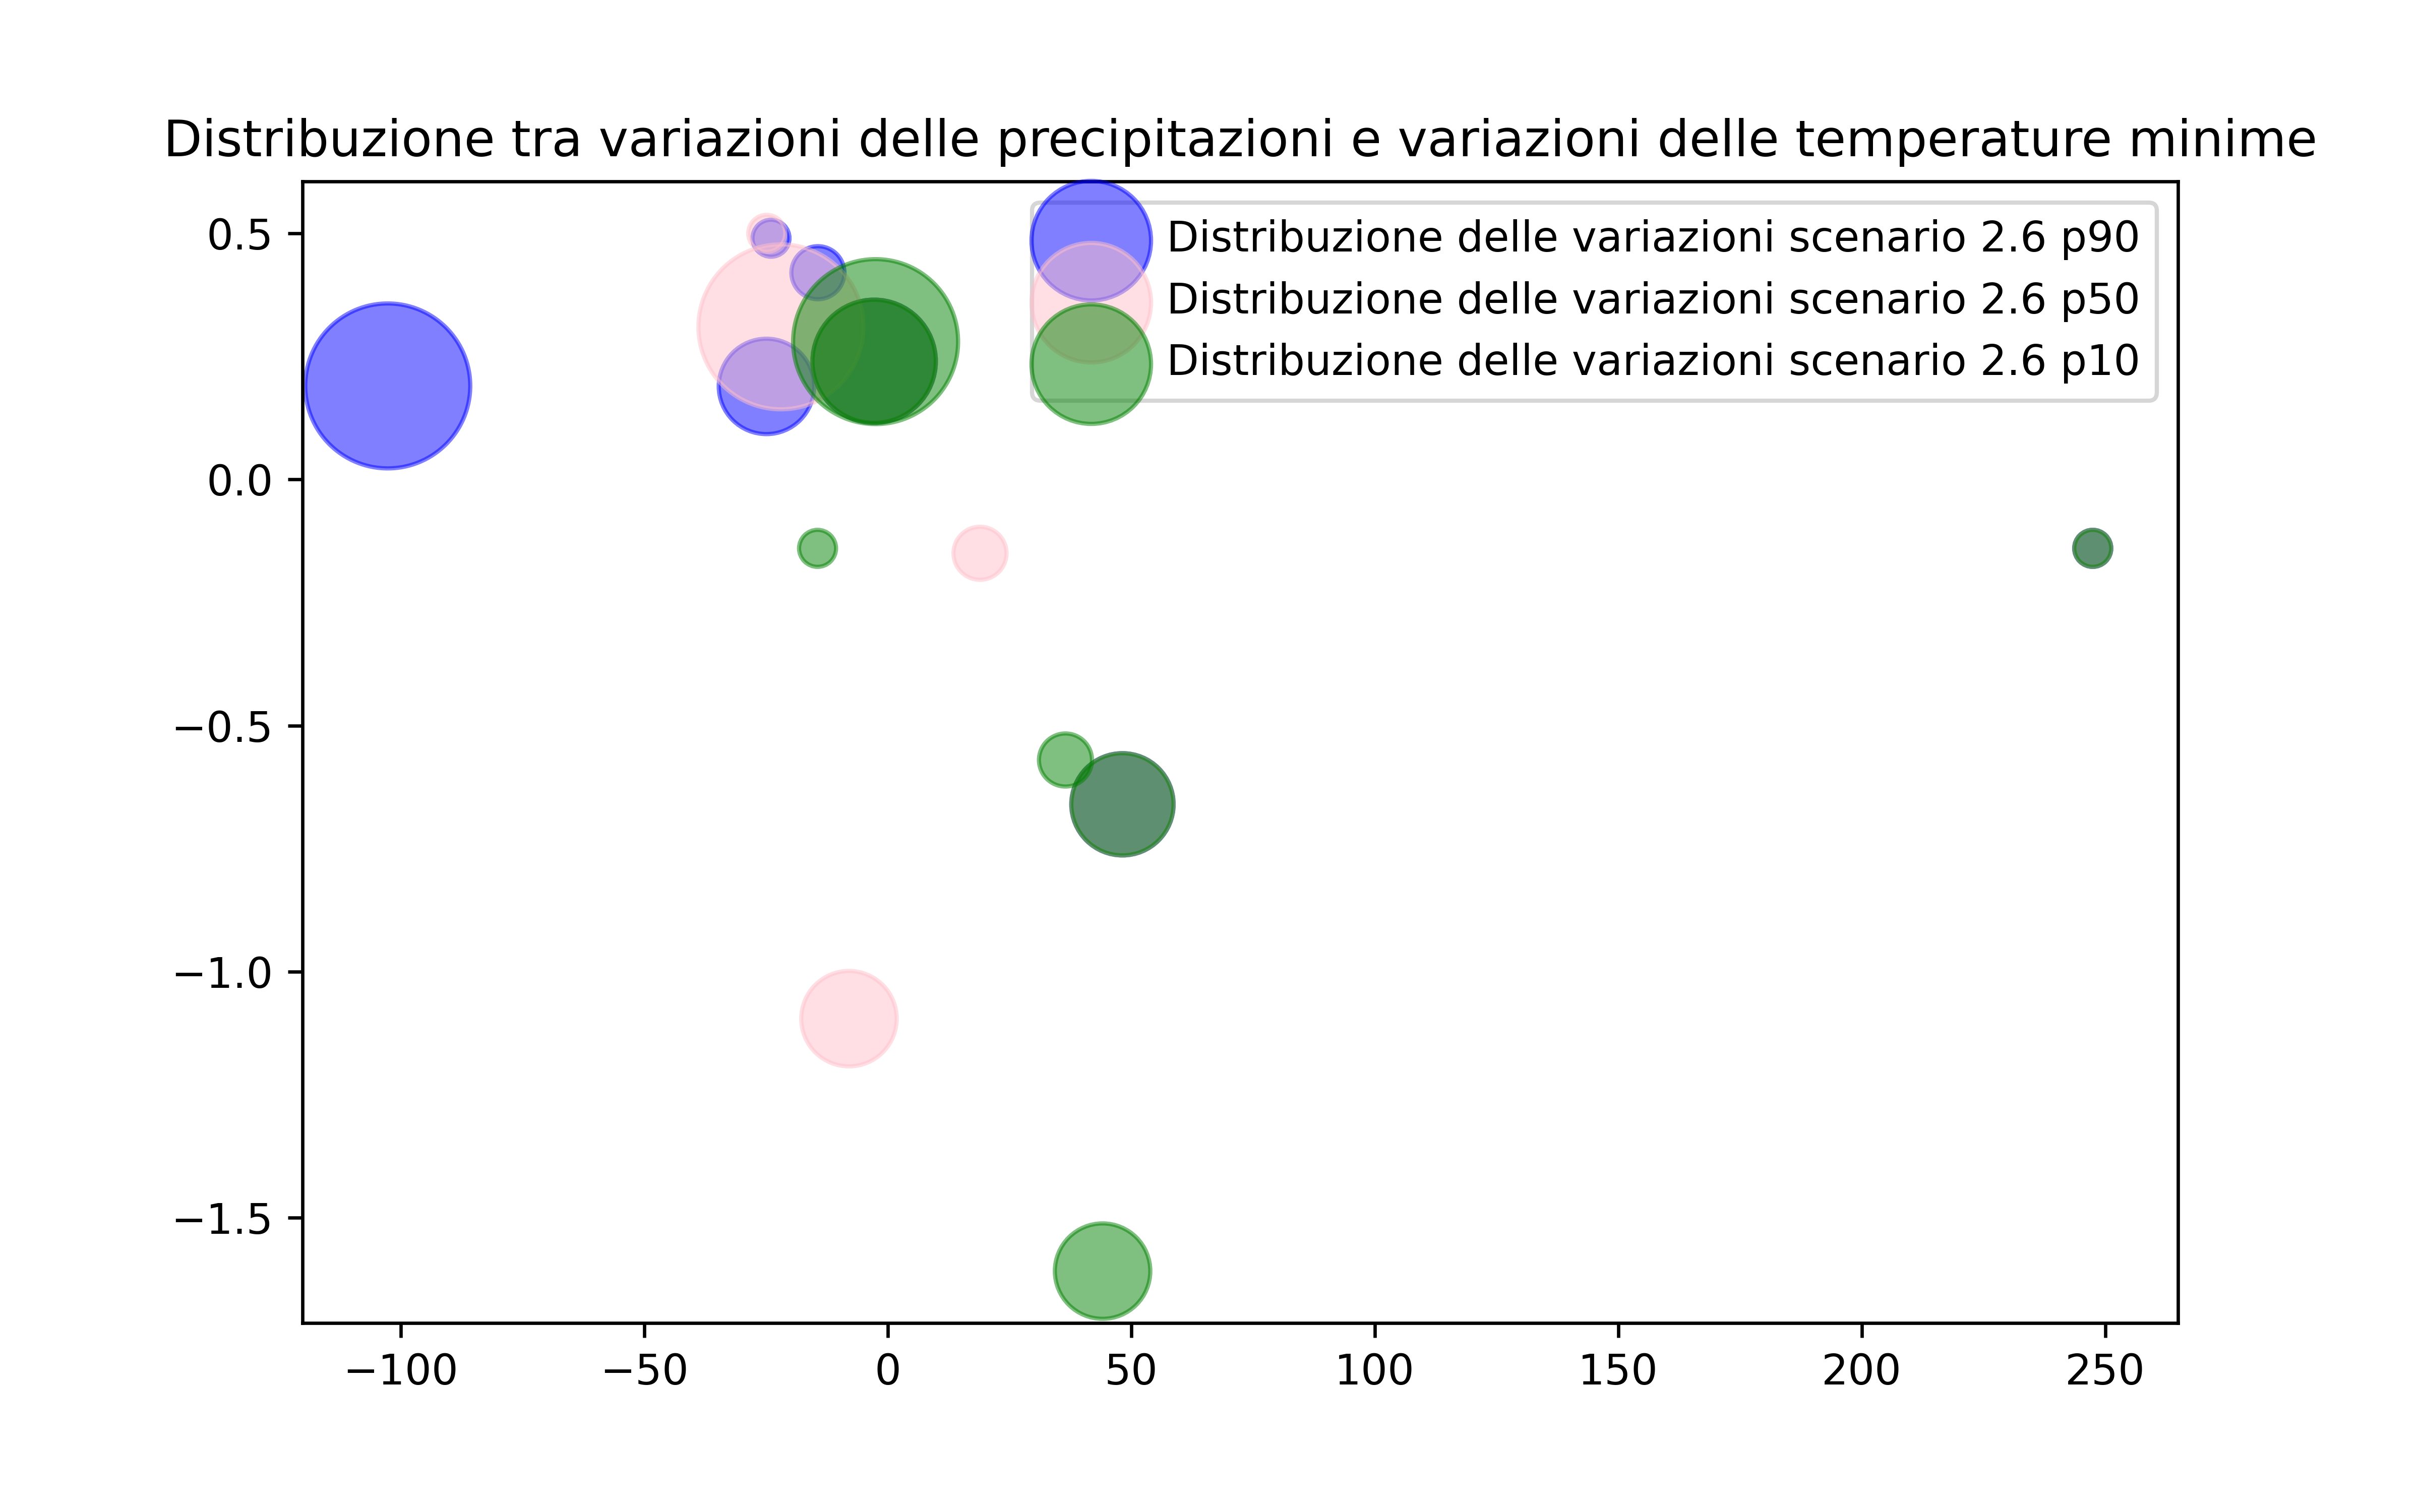 Distribuzione tra variazioni delle precipitazioni e variazioni delle temperature minime
Distribuzione delle variazioni scenario 2.6 p90
Distribuzione delle variazioni scenario 2.6 p50
Distribuzione delle variazioni scenario 2.6 p10
0.5
0.0
−0.5
−1.0
−1.5
−100 −50 0 50 100 150 200 250